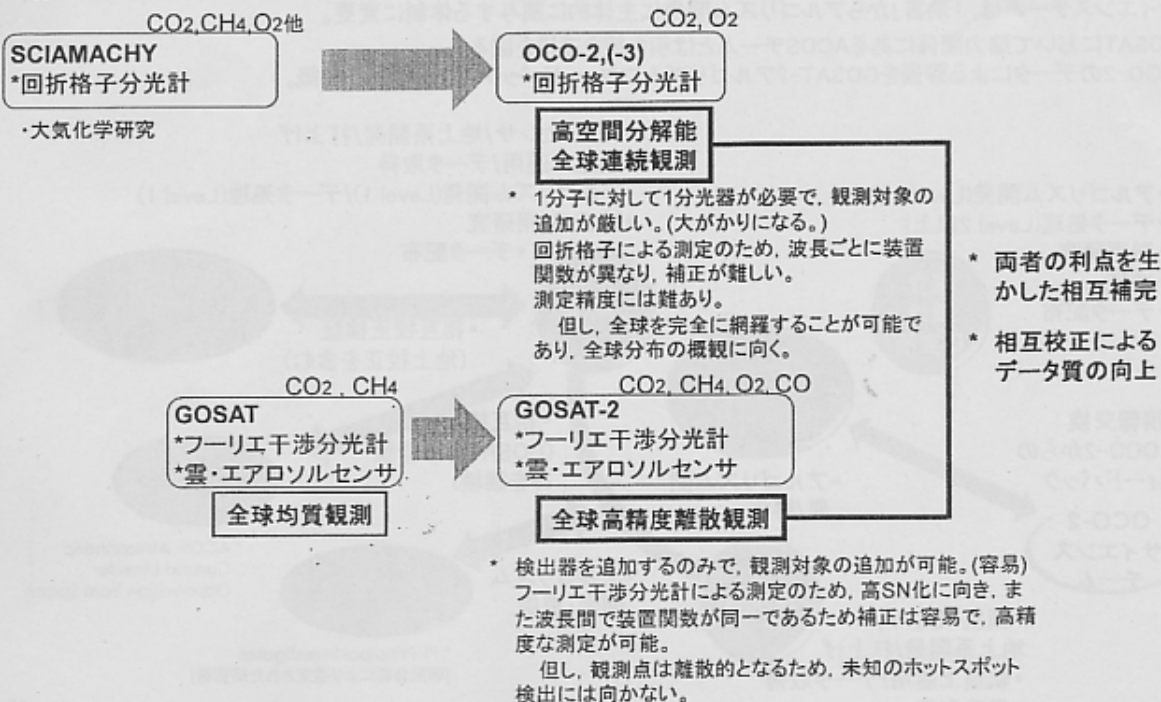 CO2,CH4,O2他
SCIAMACHY
*回折格子分光計
・大気化学研究
CO2, O2
OCO-2,(-3)
*回折格子分光計
高空間分解能
全球連続観測
* 1分子に対して1分光器が必要で, 観測対象の
追加が厳しい。(大がかりになる。)
回折格子による測定のため, 波長ごとに装置
関数が異なり, 補正が難しい。
測定精度には難あり。
但し, 全球を完全に網羅することが可能で
あり, 全球分布の概観に向く。
* 両者の利点を生
かした相互補完
* 相互校正による
データ質の向上
CO2 , CH4
GOSAT
*フーリエ干渉分光計
*雲・エアロソルセンサ
全球均質観測
CO2, CH4, O2, CO
GOSAT-2
*フーリエ干渉分光計
*雲・エアロソルセンサ
全球高精度離散観測
* 検出器を追加するのみで, 観測対象の追加が可能。(容易)
フーリエ干渉分光計による測定のため, 高SN化に向き, ま
た波長間で装置関数が同一であるため補正は容易で, 高精
度な測定が可能。
但し, 観測点は離散的となるため, 未知のホットスポット
検出には向かない。